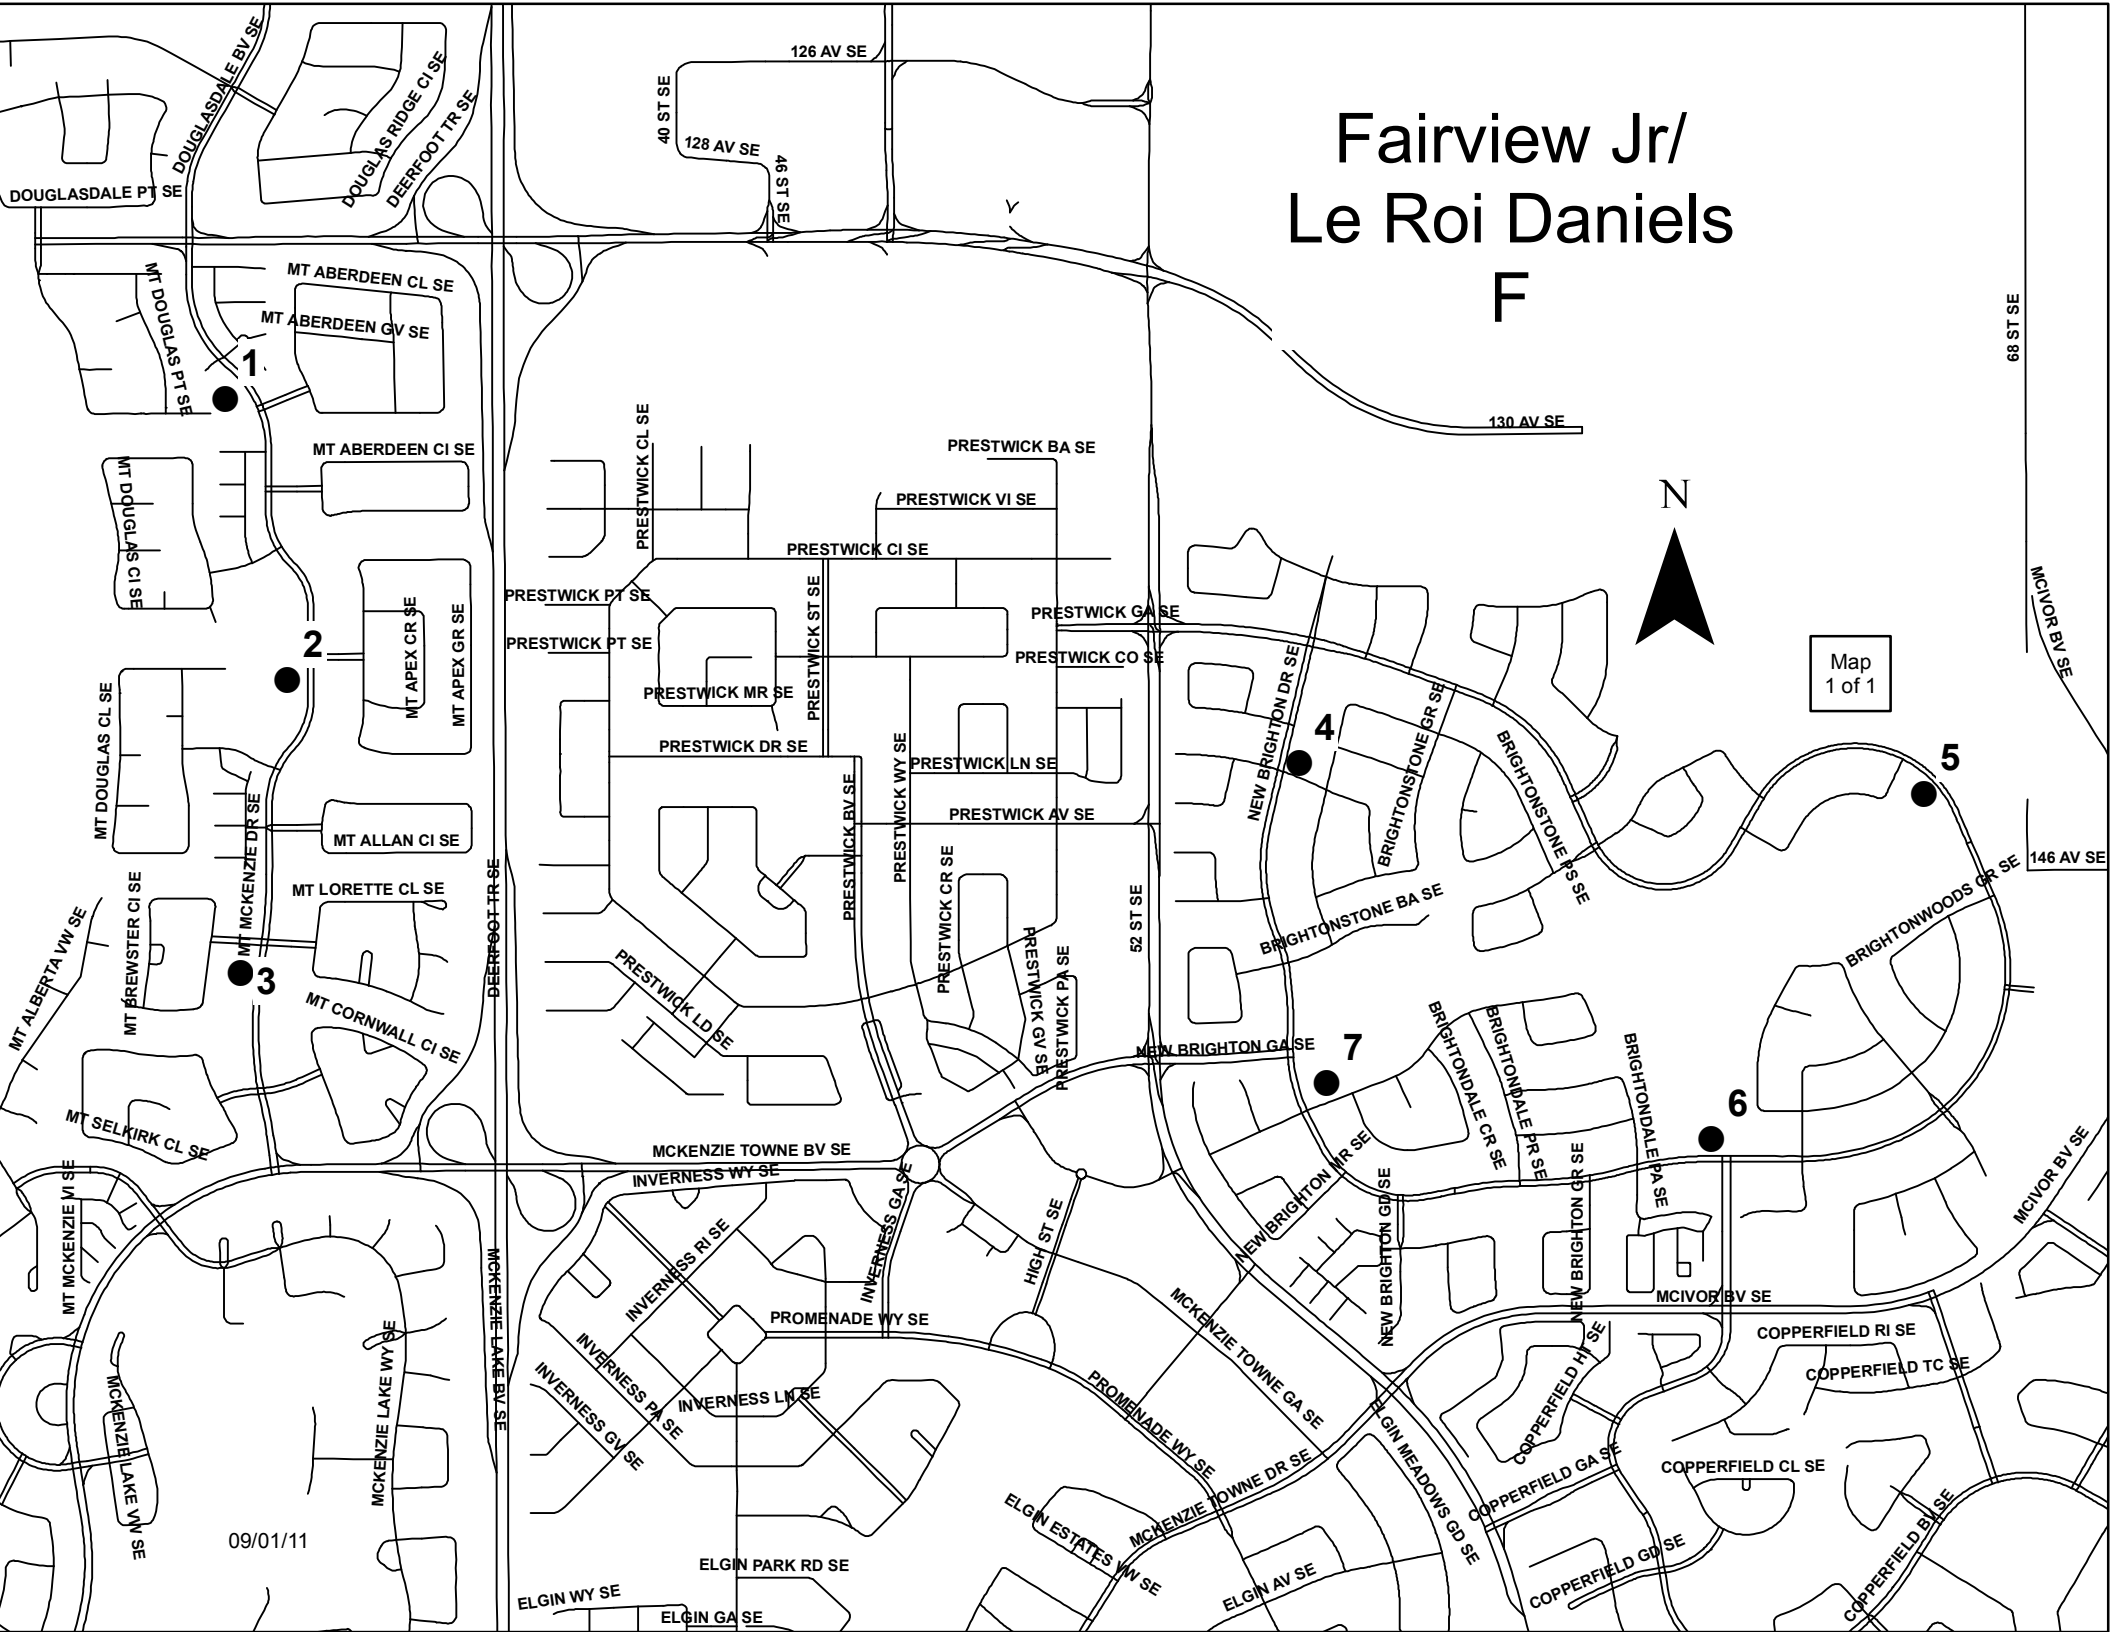 Fairview Jr/
Le Roi Daniels
F
126 AV SE
DOUGLASDALE BV SE
DOUGLAS RIDGE CI SE
DEERFOOT TR SE
40 ST SE
128 AV SE
46 ST SE
DOUGLASDALE PT SE
MT ABERDEEN CL SE
MT DOUGLAS PT SE
MT ABERDEEN GV SE
68 ST SE
1
130 AV SE
MT ABERDEEN CI SE
PRESTWICK CL SE
PRESTWICK BA SE
MT DOUGLAS CI SE
PRESTWICK VI SE
N
PRESTWICK CI SE
PRESTWICK PT SE
PRESTWICK ST SE
PRESTWICK GA SE
MCIVOR BV SE
2
MT APEX CR SE
MT APEX GR SE
PRESTWICK PT SE
PRESTWICK CO SE
Map
1 of 1
PRESTWICK MR SE
MT DOUGLAS CL SE
NEW BRIGHTON DR SE
4
BRIGHTONSTONE GR SE
BRIGHTONSTONE PS SE
PRESTWICK DR SE
PRESTWICK LN SE
5
PRESTWICK WY SE
PRESTWICK BV SE
PRESTWICK AV SE
MT MCKENZIE DR SE
MT ALLAN CI SE
146 AV SE
MT LORETTE CL SE
DEERFOOT TR SE
MT BREWSTER CI SE
MT ALBERTA VW SE
PRESTWICK CR SE
52 ST SE
BRIGHTONSTONE BA SE
BRIGHTONWOODS GR SE
3
PRESTWICK LD SE
PRESTWICK GV SE
PRESTWICK PA SE
MT CORNWALL CI SE
NEW BRIGHTON GA SE
7
BRIGHTONDALE CR SE
BRIGHTONDALE PR SE
BRIGHTONDALE PA SE
6
MT SELKIRK CL SE
MCKENZIE TOWNE BV SE
INVERNESS WY SE
NEW BRIGHTON MR SE
MT MCKENZIE VI SE
INVERNESS GA SE
HIGH ST SE
NEW BRIGHTON GD SE
NEW BRIGHTON GR SE
MCIVOR BV SE
INVERNESS RI SE
MCKENZIE LAKE BV SE
PROMENADE WY SE
MCKENZIE TOWNE GA SE
MCIVOR BV SE
COPPERFIELD RI SE
COPPERFIELD TC SE
MCKENZIE LAKE WY SE
MCKENZIE LAKE VW SE
INVERNESS PA SE
INVERNESS GV SE
INVERNESS LN SE
PROMENADE WY SE
COPPERFIELD HT SE
ELGIN MEADOWS GD SE
COPPERFIELD GA SE
COPPERFIELD CL SE
MCKENZIE TOWNE DR SE
ELGIN ESTATES VW SE
09/01/11
ELGIN PARK RD SE
ELGIN AV SE
COPPERFIELD GD SE
COPPERFIELD BV SE
ELGIN WY SE
ELGIN GA SE